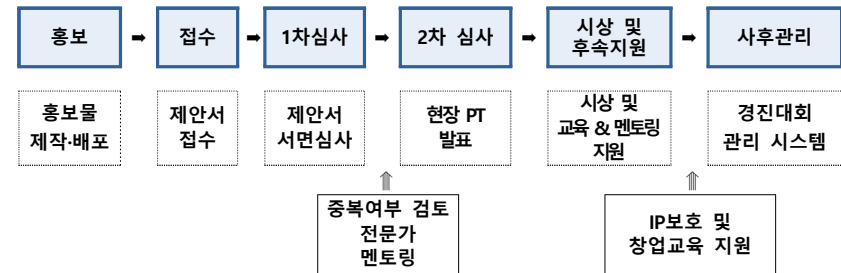 홍보 ➡ 접수 ➡ 1차심사 ➡ 2차 심사 ➡ 시상 및 후속지원 ➡ 사후관리
홍보물
제작·배포
제안서
접수
제안서
서면심사
현장 PT
발표
시상 및
교육 & 멘토링
지원
경진대회
관리 시스템
중복여부 검토
전문가
멘토링
IP보호 및
창업교육 지원